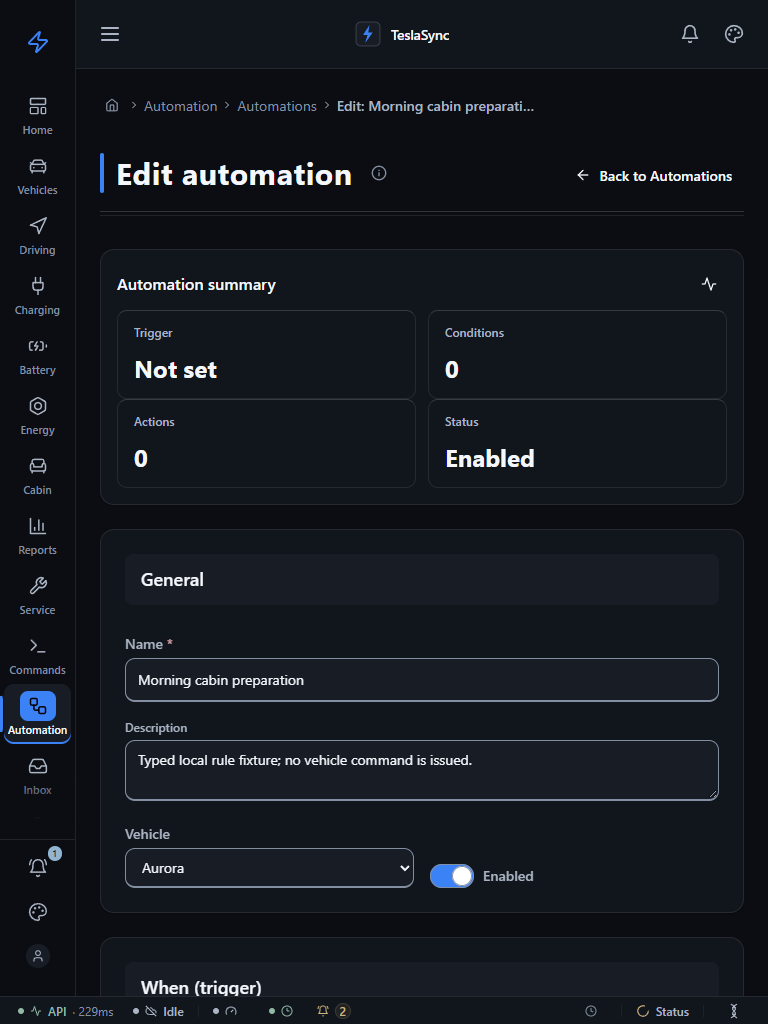 TeslaSync
Home
Vehicles
Driving
Charging
Battery
Energy
Cabin
Reports
Service
Commands
Automation
Inbox
1
Automation
Automations
Edit: Morning cabin preparati...
Edit automation
Back to Automations
Automation summary
Trigger
Not set
Conditions
0
Actions
0
Status
Enabled
General
Name *
Morning cabin preparation
Description
Typed local rule fixture; no vehicle command is issued.
Vehicle
Aurora
Enabled
When (trigger)
API · 229ms
Idle
2
Status